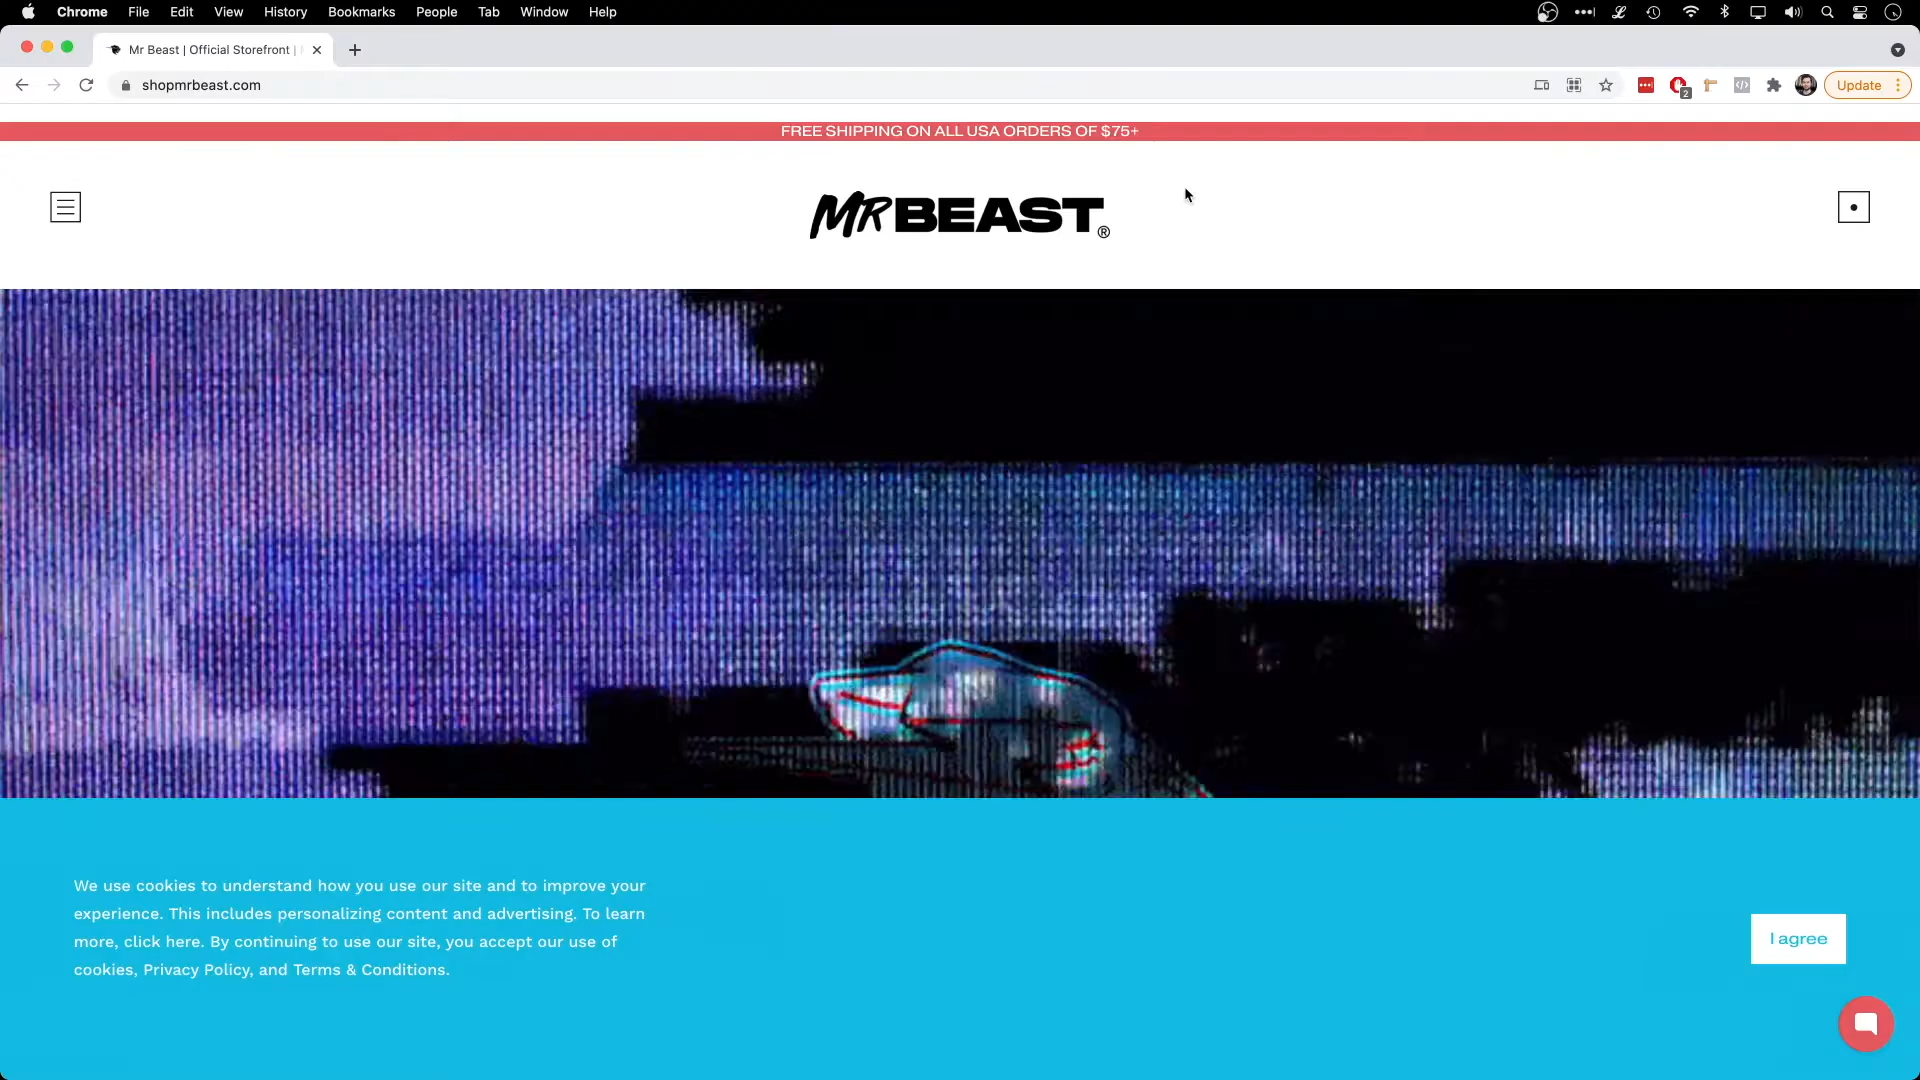 Chrome File Edit View History Bookmarks People Tab Window Help
Mr Beast | Official Storefront |
shopmrbeast.com
2
Update
FREE SHIPPING ON ALL USA ORDERS OF $75+
MR BEAST®
We use cookies to understand how you use our site and to improve your
experience. This includes personalizing content and advertising. To learn
more, click here. By continuing to use our site, you accept our use of
cookies, Privacy Policy, and Terms & Conditions.
I agree